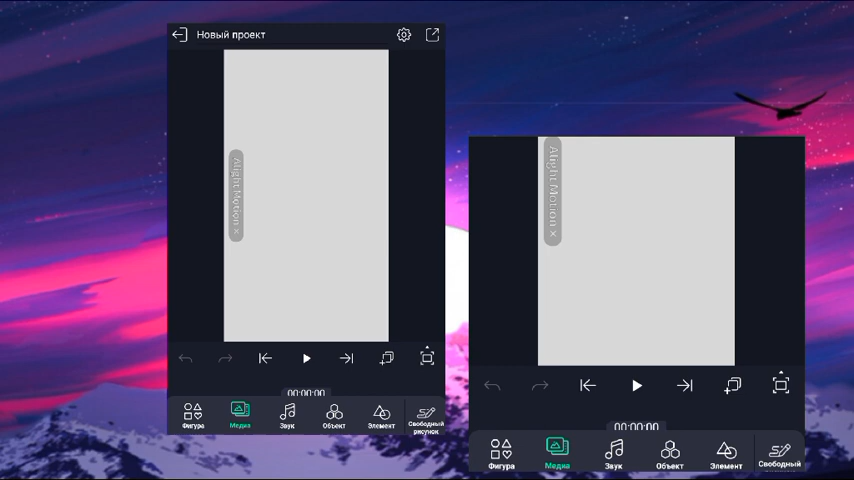 Новый проект
Alight Motion ×
00:00:00
Фигура
Медиа
Звук
Объект
Элемент
Свободный
рисунок
Alight Motion ×
00:00:00
Фигура
Медиа
Звук
Объект
Элемент
Свободный